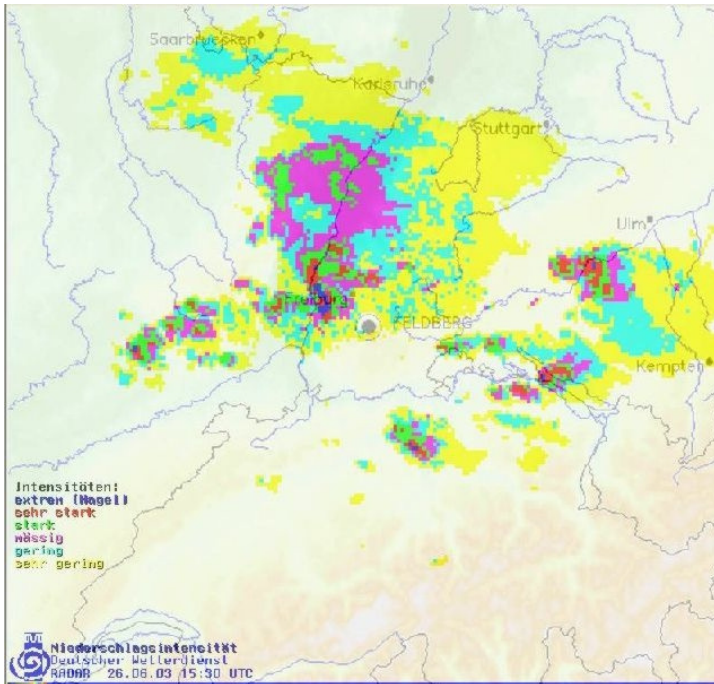 Saarbruecken
Karlsruhe
Stuttgart
Ulm
Freiburg
FELDBERG
Kempten
Intensitäten:
extrem (Hagel)
sehr stark
stark
mässig
gering
sehr gering
Niederschlagsintensität
Deutscher Wetterdienst
RADAR 26.06.03 15:30 UTC